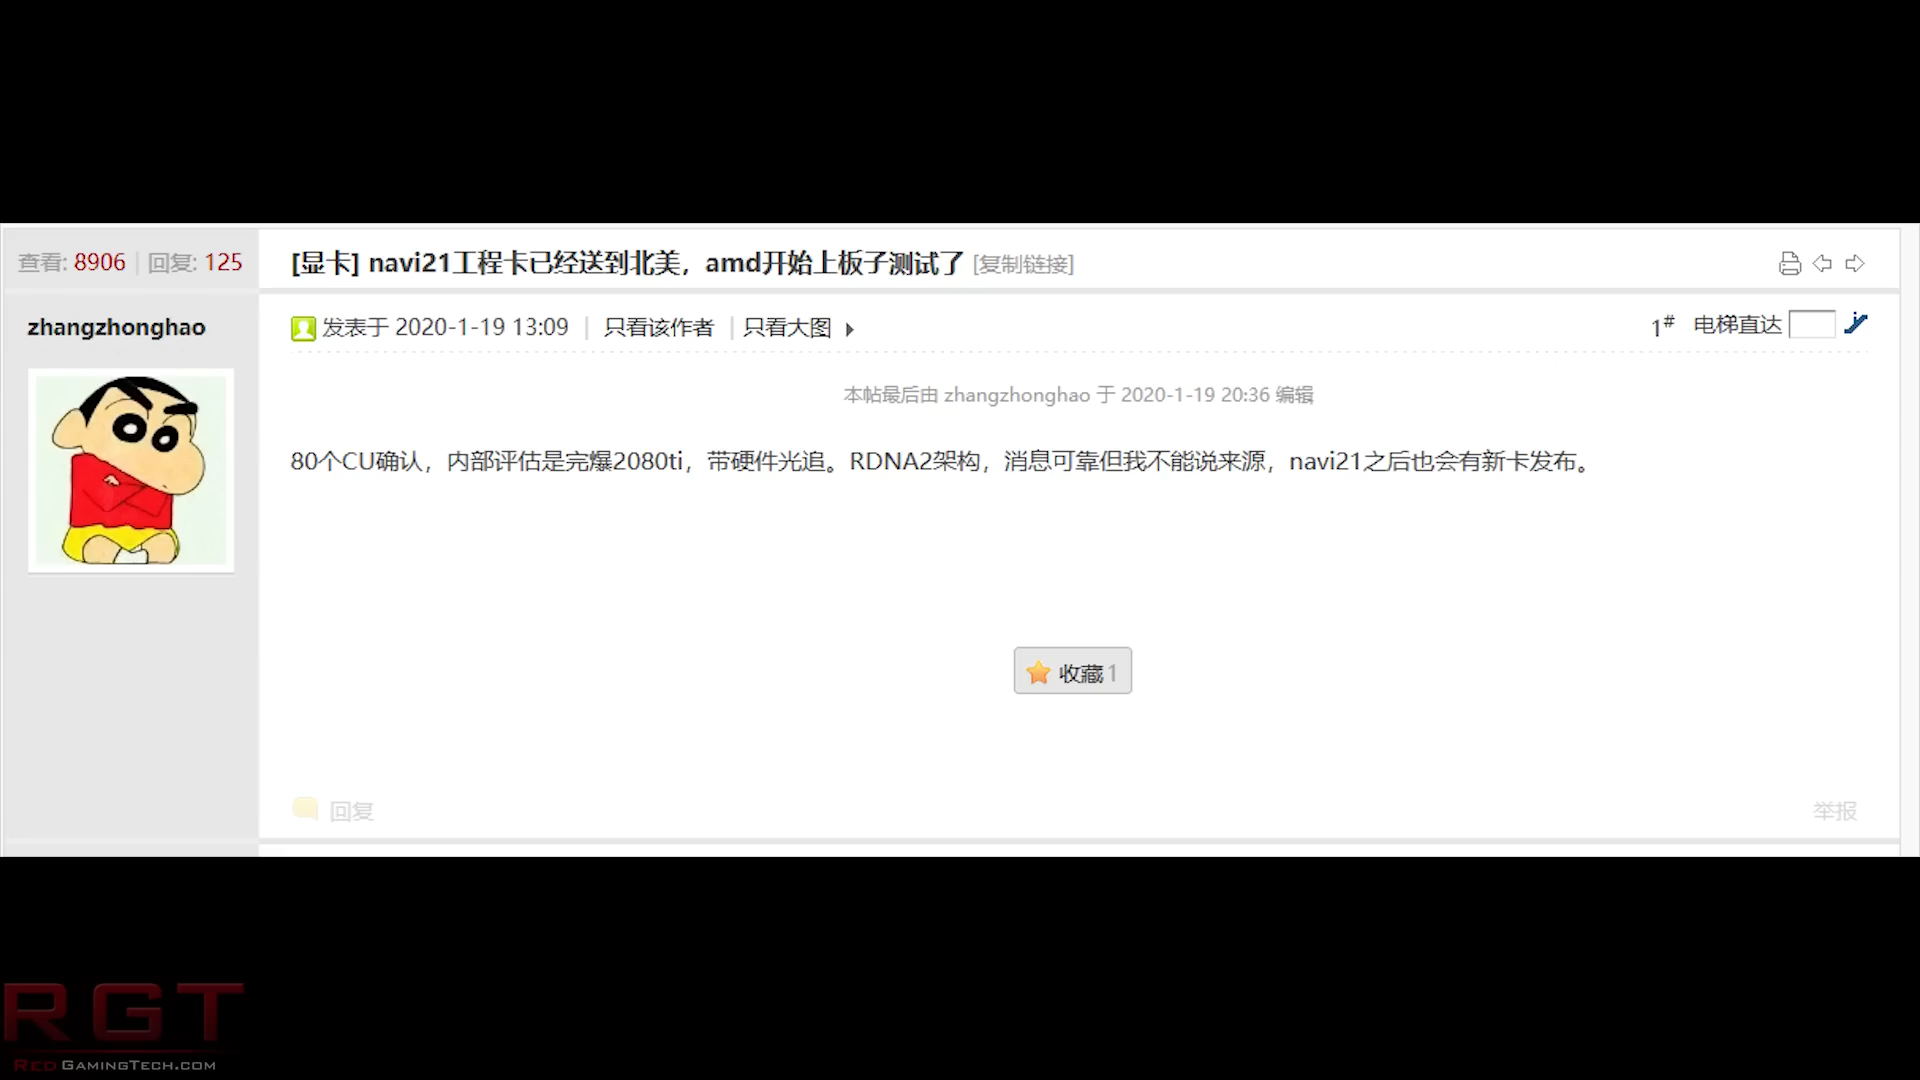 查看: 8906 | 回复: 125
[显卡] navi21工程卡已经送到北美，amd开始上板子测试了 [复制链接]
zhangzhonghao
发表于 2020-1-19 13:09 | 只看该作者 | 只看大图
1# 电梯直达
本帖最后由 zhangzhonghao 于 2020-1-19 20:36 编辑
80个CU确认，内部评估是完爆2080ti，带硬件光追。RDNA2架构，消息可靠但我不能说来源，navi21之后也会有新卡发布。
收藏 1
回复
举报
RGT
REDGAMINGTECH.COM